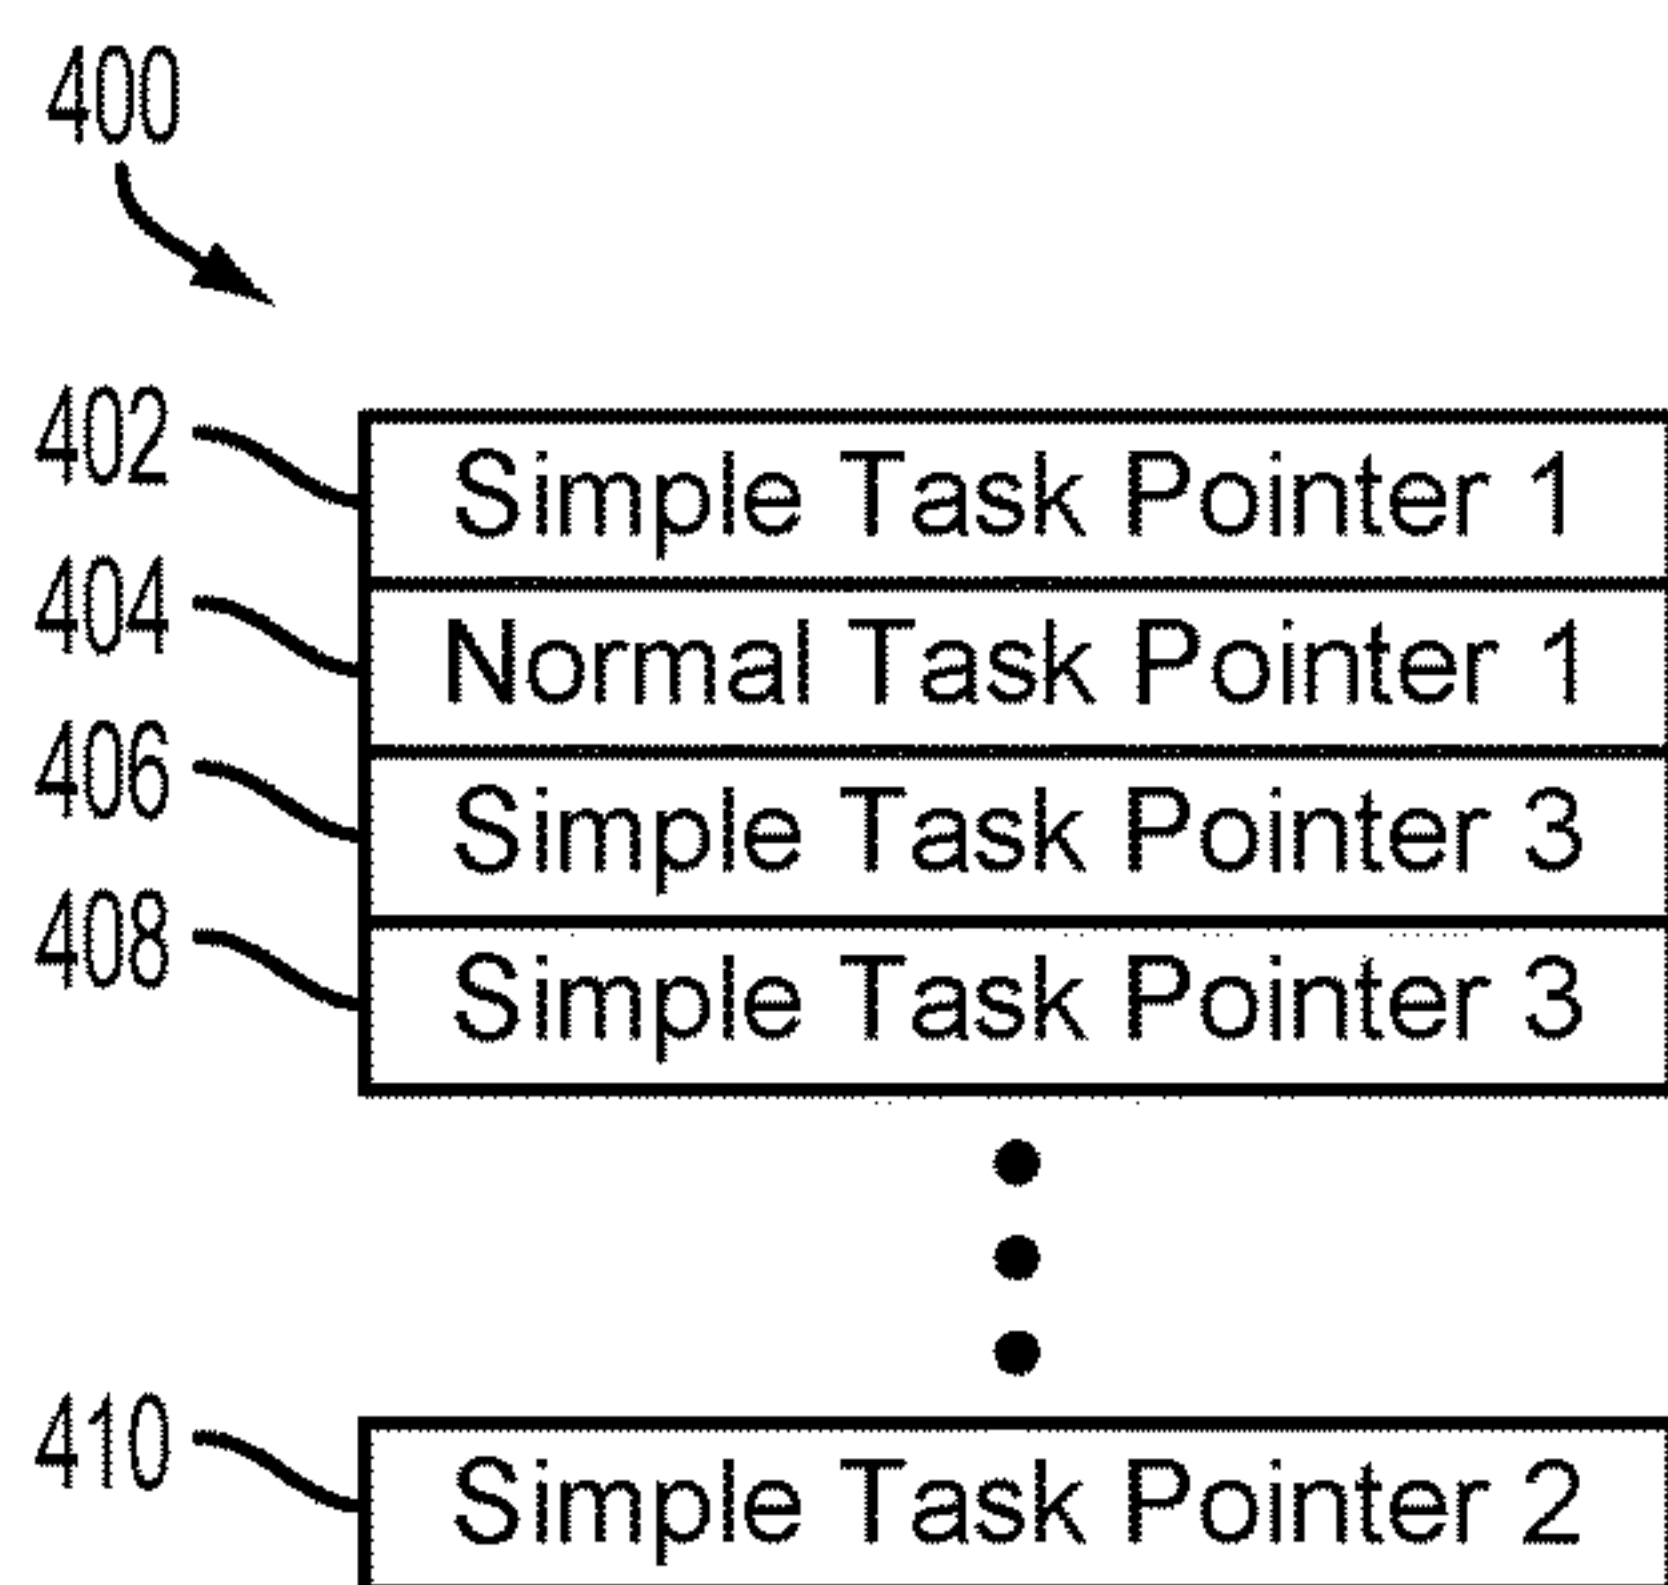 400
402 Simple Task Pointer 1
404 Normal Task Pointer 1
406 Simple Task Pointer 3
408 Simple Task Pointer 3
410 Simple Task Pointer 2